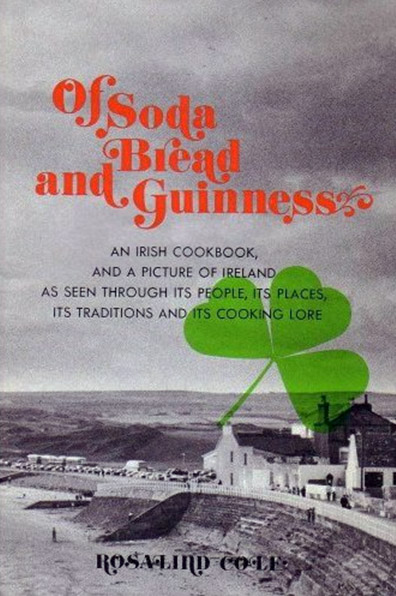 Of Soda
Bread
and Guinness
AN IRISH COOKBOOK,
AND A PICTURE OF IRELAND
AS SEEN THROUGH ITS PEOPLE, ITS PLACES,
ITS TRADITIONS AND ITS COOKING LORE
ROSALIND COLE